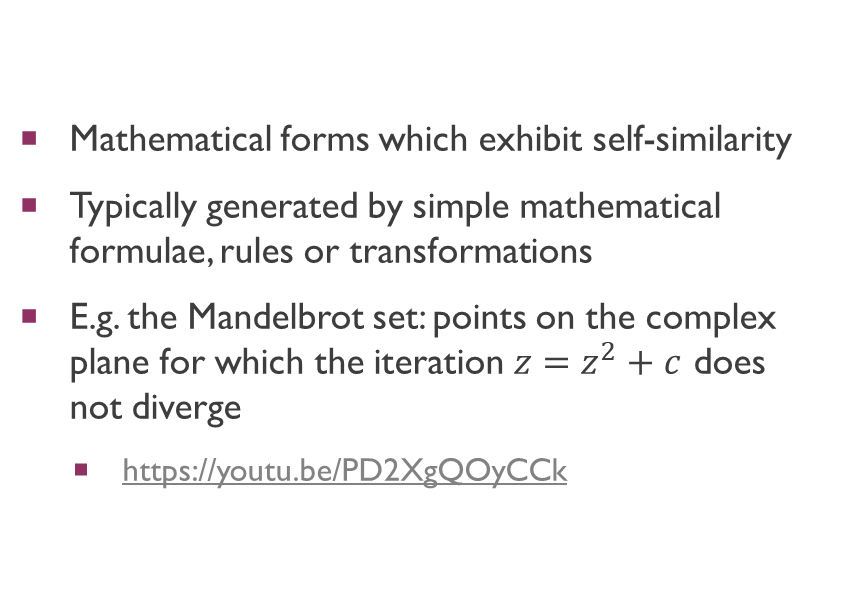 Mathematical forms which exhibit self-similarity
Typically generated by simple mathematical
formulae, rules or transformations
E.g. the Mandelbrot set: points on the complex
plane for which the iteration z = z² + c does
not diverge
https://youtu.be/PD2XgQOyCCk